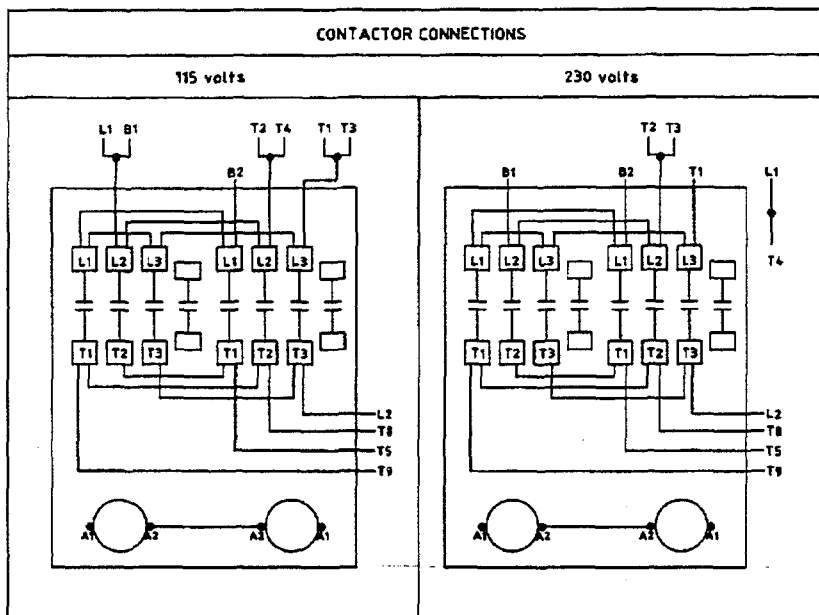 CONTACTOR CONNECTIONS
115 volts
230 volts
L1 B1
T2 T4
T1 T3
B2
L1 L2 L3 L1 L2 L3
T1 T2 T3 T1 T2 T3
L2
T8
T5
T9
A1 A2 A2 A1
T2 T3
B1 B2 T1 L1
L1 L2 L3 L1 L2 L3
T4
T1 T2 T3 T1 T2 T3
L2
T8
T5
T9
A1 A2 A2 A1